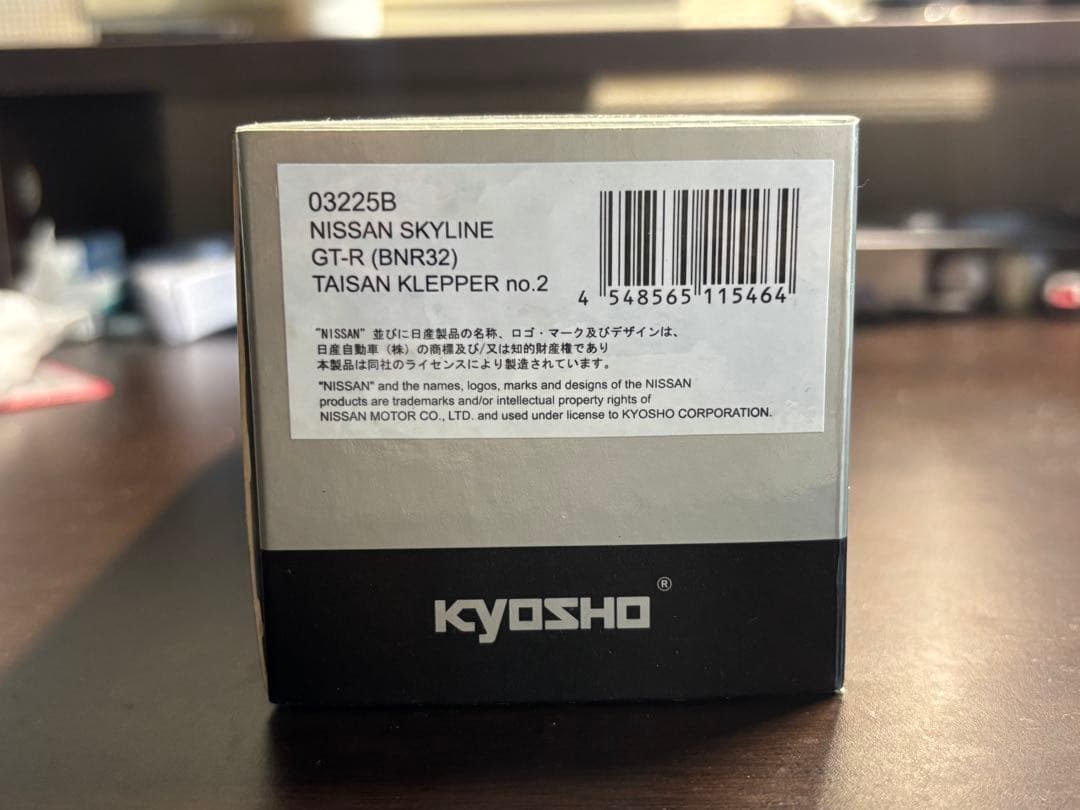 03225B
NISSAN SKYLINE
GT-R (BNR32)
TAISAN KLEPPER no.2
4 548565 115464
"NISSAN" 並びに日産製品の名称、ロゴ・マーク及びデザインは、
日産自動車（株）の商標及び/又は知的財産権であり
本製品は同社のライセンスにより製造されています。
"NISSAN" and the names, logos, marks and designs of the NISSAN
products are trademarks and/or intellectual property rights of
NISSAN MOTOR CO., LTD. and used under license to KYOSHO CORPORATION.
KYOSHO®